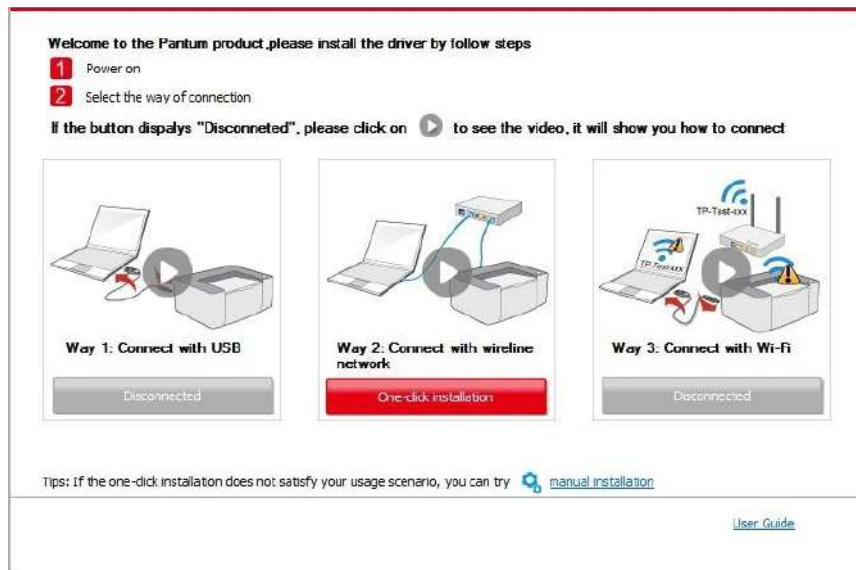 Welcome to the Pantum product,please install the driver by follow steps
1 Power on
2 Select the way of connection
If the button dispalys "Disconneted", please click on to see the video, it will show you how to connect
TP-Test-xxx
TP-Test-xxx
Way 1: Connect with USB
Way 2: Connect with wireline
network
Way 3: Connect with Wi-Fi
Disconnected
One-click installation
Disconnected
Tips: If the one-click installation does not satisfy your usage scenario, you can try manual installation
User Guide